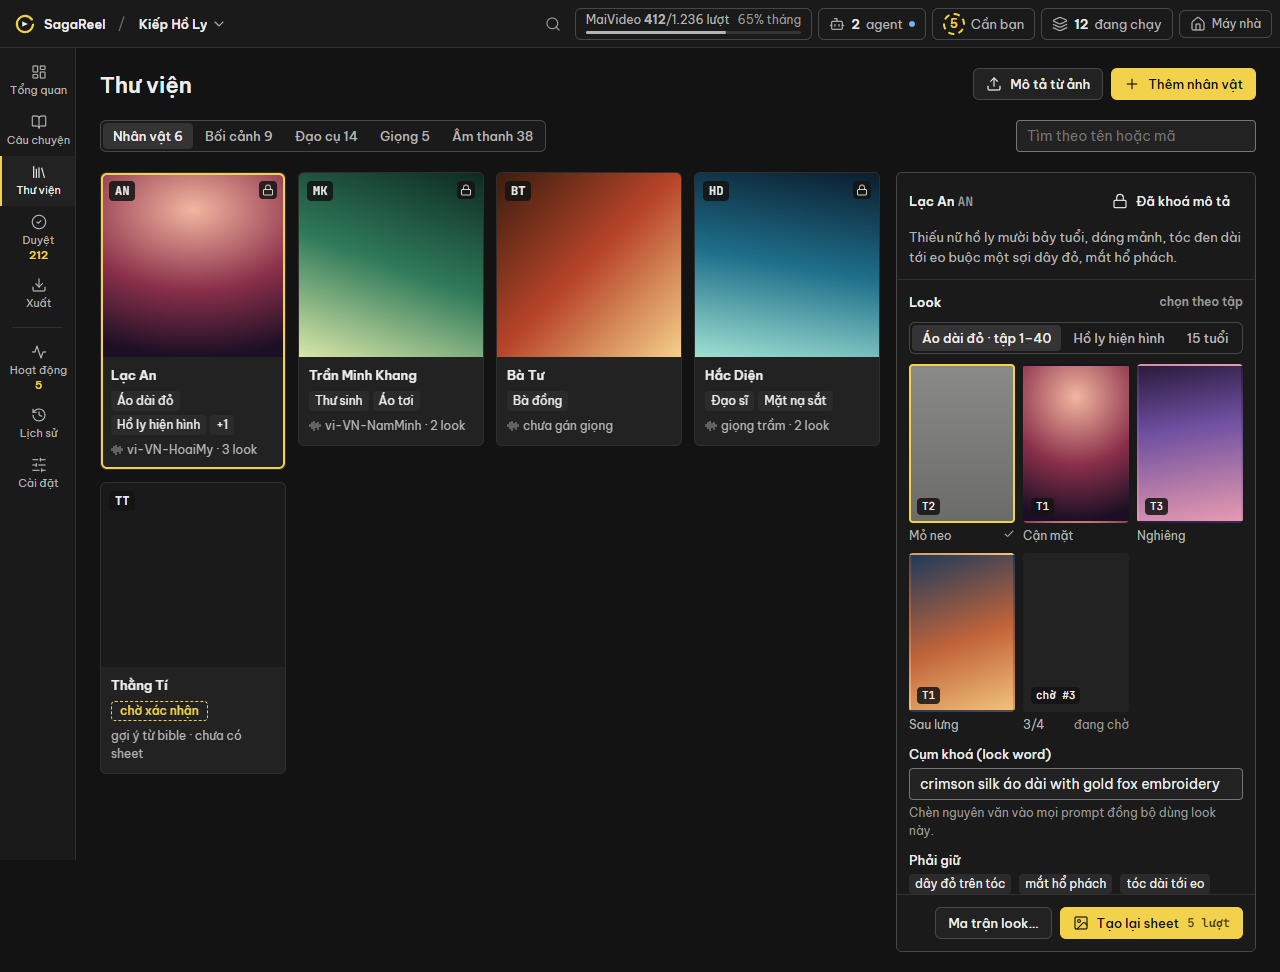 SagaReel / Kiếp Hồ Ly
MaiVideo 412/1.236 lượt 65% tháng
2 agent
5 Cần bạn
12 đang chạy
Máy nhà
Tổng quan
Câu chuyện
Thư viện
Duyệt
212
Xuất
Hoạt động
5
Lịch sử
Cài đặt
Thư viện
Mô tả từ ảnh
Thêm nhân vật
Nhân vật 6
Bối cảnh 9
Đạo cụ 14
Giọng 5
Âm thanh 38
Tìm theo tên hoặc mã
AN
Lạc An
Áo dài đỏ
Hồ ly hiện hình +1
vi-VN-HoaiMy · 3 look
MK
Trần Minh Khang
Thư sinh Áo tơi
vi-VN-NamMinh · 2 look
BT
Bà Tư
Bà đồng
chưa gán giọng
HD
Hắc Diện
Đạo sĩ Mặt nạ sắt
giọng trầm · 2 look
TT
Thằng Tí
chờ xác nhận
gợi ý từ bible · chưa có
sheet
Lạc An AN
Đã khoá mô tả
Thiếu nữ hồ ly mười bảy tuổi, dáng mảnh, tóc đen dài
tới eo buộc một sợi dây đỏ, mắt hổ phách.
Look
chọn theo tập
Áo dài đỏ · tập 1–40
Hồ ly hiện hình
15 tuổi
T2
Mỏ neo
T1
Cận mặt
T3
Nghiêng
T1
Sau lưng
chờ #3
3/4 đang chờ
Cụm khoá (lock word)
crimson silk áo dài with gold fox embroidery
Chèn nguyên văn vào mọi prompt đồng bộ dùng look
này.
Phải giữ
dây đỏ trên tóc
mắt hổ phách
tóc dài tới eo
Ma trận look…
Tạo lại sheet 5 lượt